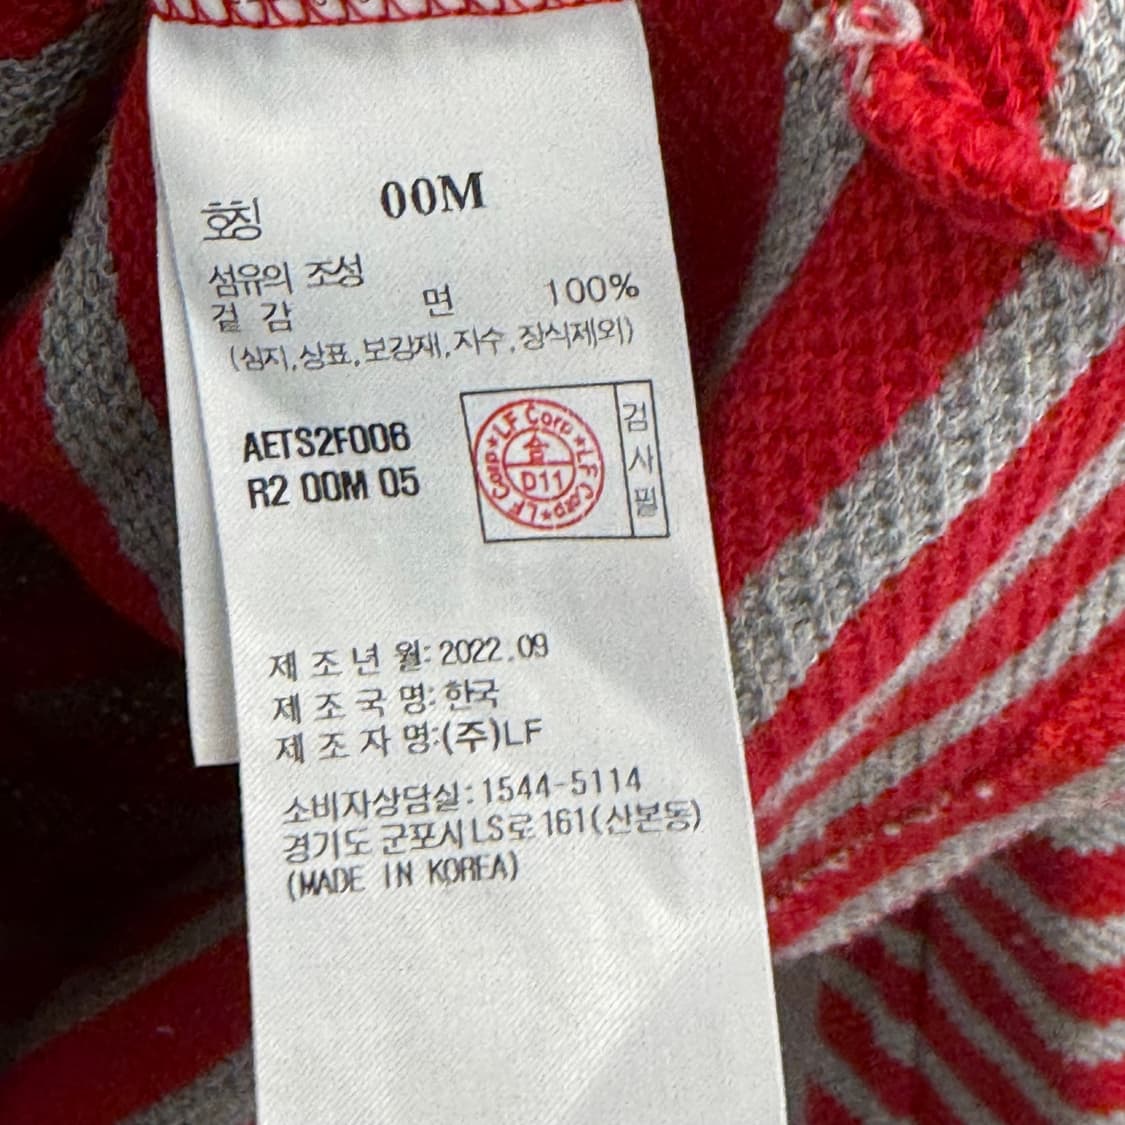 호칭 00M
섬유의 조성
겉 감 면 100%
(심지,상표,보강재,자수,장식제외)
AETS2F006
R2 00M 05
LF Corp★LF Corp★LF Corp★
合
D11
검사필
제 조 년 월: 2022.09
제 조 국 명: 한국
제 조 자 명:(주)LF
소비자상담실: 1544-5114
경기도 군포시 LS로 161(산본동)
(MADE IN KOREA)